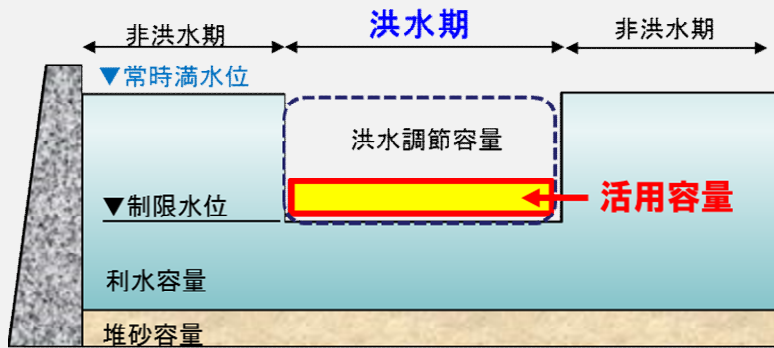 非洪水期
洪水期
非洪水期
▼常時満水位
洪水調節容量
▼制限水位
活用容量
利水容量
堆砂容量